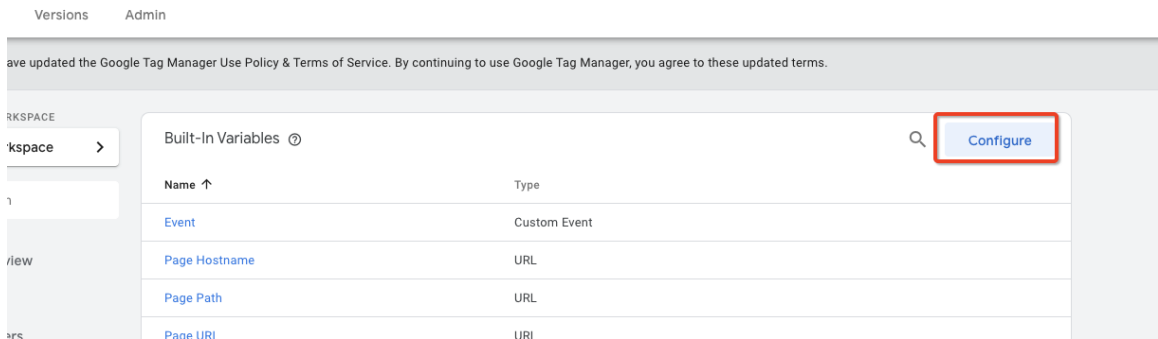 Versions Admin
ave updated the Google Tag Manager Use Policy & Terms of Service. By continuing to use Google Tag Manager, you agree to these updated terms.
RKSPACE
rkspace
Built-In Variables
Configure
Name Type
Event Custom Event
Page Hostname URL
view
Page Path URL
ers
Page URL URL